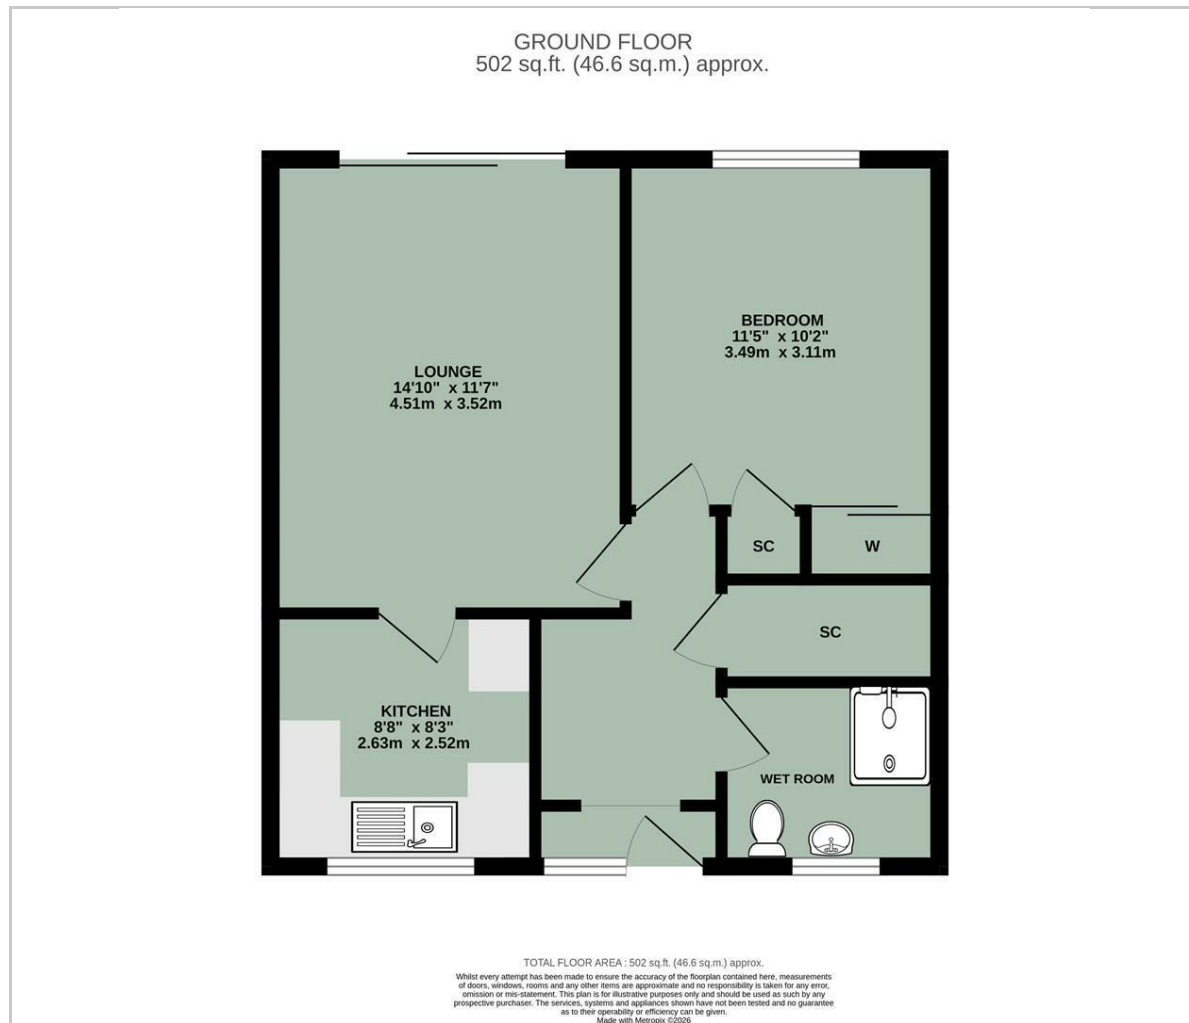 GROUND FLOOR
502 sq.ft. (46.6 sq.m.) approx.
BEDROOM
11'5" x 10'2"
3.49m x 3.11m
LOUNGE
14'10" x 11'7"
4.51m x 3.52m
SC
W
SC
KITCHEN
8'8" x 8'3"
2.63m x 2.52m
WET ROOM
TOTAL FLOOR AREA : 502 sq.ft. (46.6 sq.m.) approx.
Whilst every attempt has been made to ensure the accuracy of the floorplan contained here, measurements
of doors, windows, rooms and any other items are approximate and no responsibility is taken for any error,
omission or mis-statement. This plan is for illustrative purposes only and should be used as such by any
prospective purchaser. The services, systems and appliances shown have not been tested and no guarantee
as to their operability or efficiency can be given.
Made with Metropix ©2026